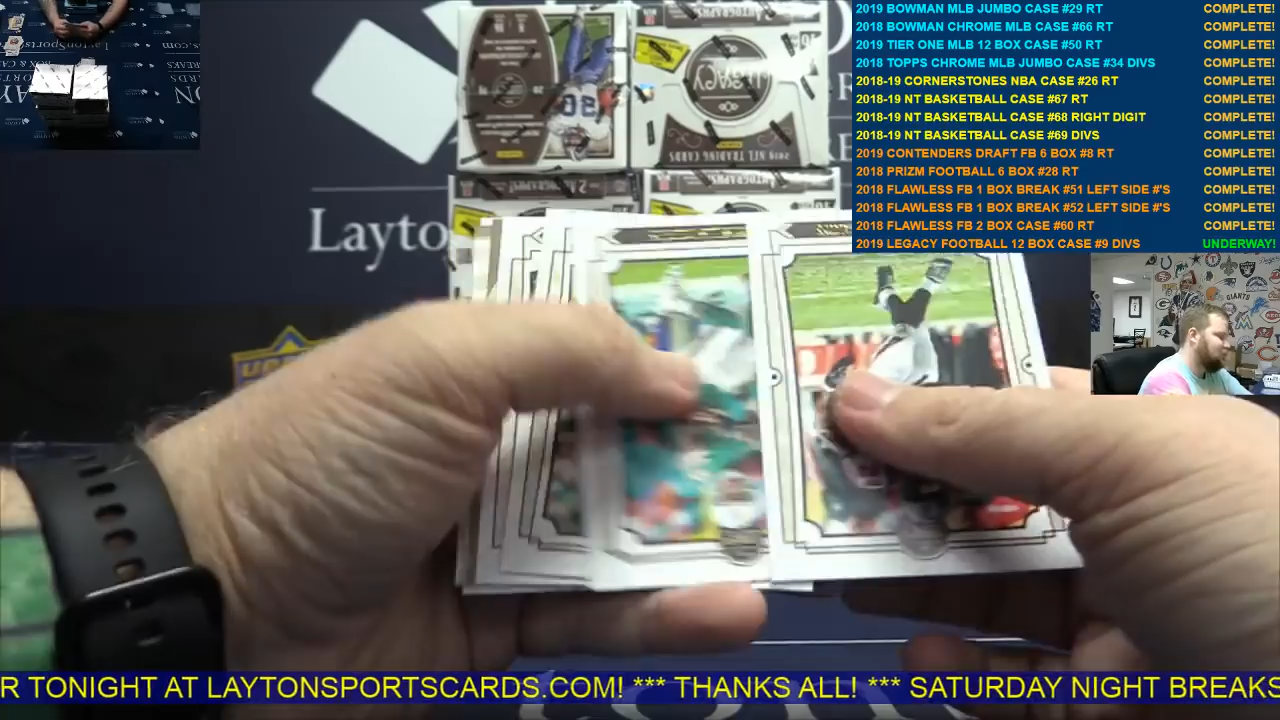 2019 BOWMAN MLB JUMBO CASE #29 RT COMPLETE!
2018 BOWMAN CHROME MLB CASE #66 RT COMPLETE!
2019 TIER ONE MLB 12 BOX CASE #50 RT COMPLETE!
2018 TOPPS CHROME MLB JUMBO CASE #34 DIVS COMPLETE!
2018-19 CORNERSTONES NBA CASE #26 RT COMPLETE!
2018-19 NT BASKETBALL CASE #67 RT COMPLETE!
2018-19 NT BASKETBALL CASE #68 RIGHT DIGIT COMPLETE!
2018-19 NT BASKETBALL CASE #69 DIVS COMPLETE!
2019 CONTENDERS DRAFT FB 6 BOX #8 RT COMPLETE!
2018 PRIZM FOOTBALL 6 BOX #28 RT COMPLETE!
2018 FLAWLESS FB 1 BOX BREAK #51 LEFT SIDE #'S COMPLETE!
2018 FLAWLESS FB 1 BOX BREAK #52 LEFT SIDE #'S COMPLETE!
2018 FLAWLESS FB 2 BOX CASE #60 RT COMPLETE!
2019 LEGACY FOOTBALL 12 BOX CASE #9 DIVS UNDERWAY!
LEGACY
2019 NFL TRADING CARDS
Layto
R TONIGHT AT LAYTONSPORTSCARDS.COM! *** THANKS ALL! *** SATURDAY NIGHT BREAKS